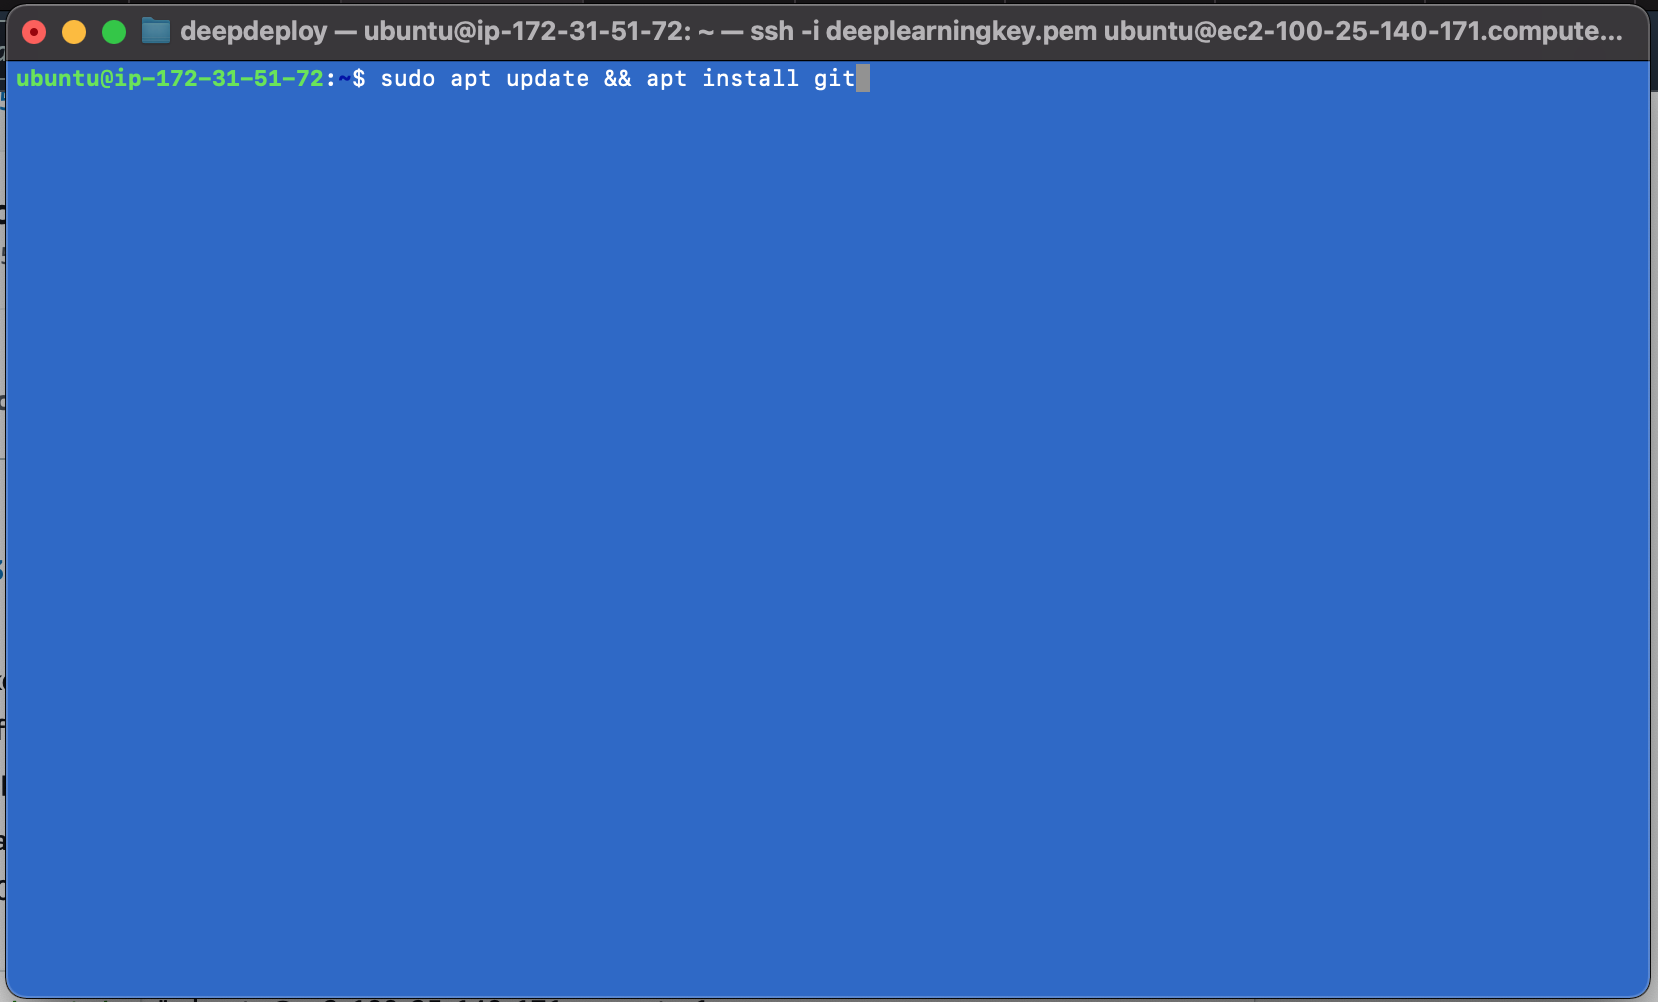 deepdeploy — ubuntu@ip-172-31-51-72: ~ — ssh -i deeplearningkey.pem ubuntu@ec2-100-25-140-171.compute...
ubuntu@ip-172-31-51-72:~$ sudo apt update && apt install git